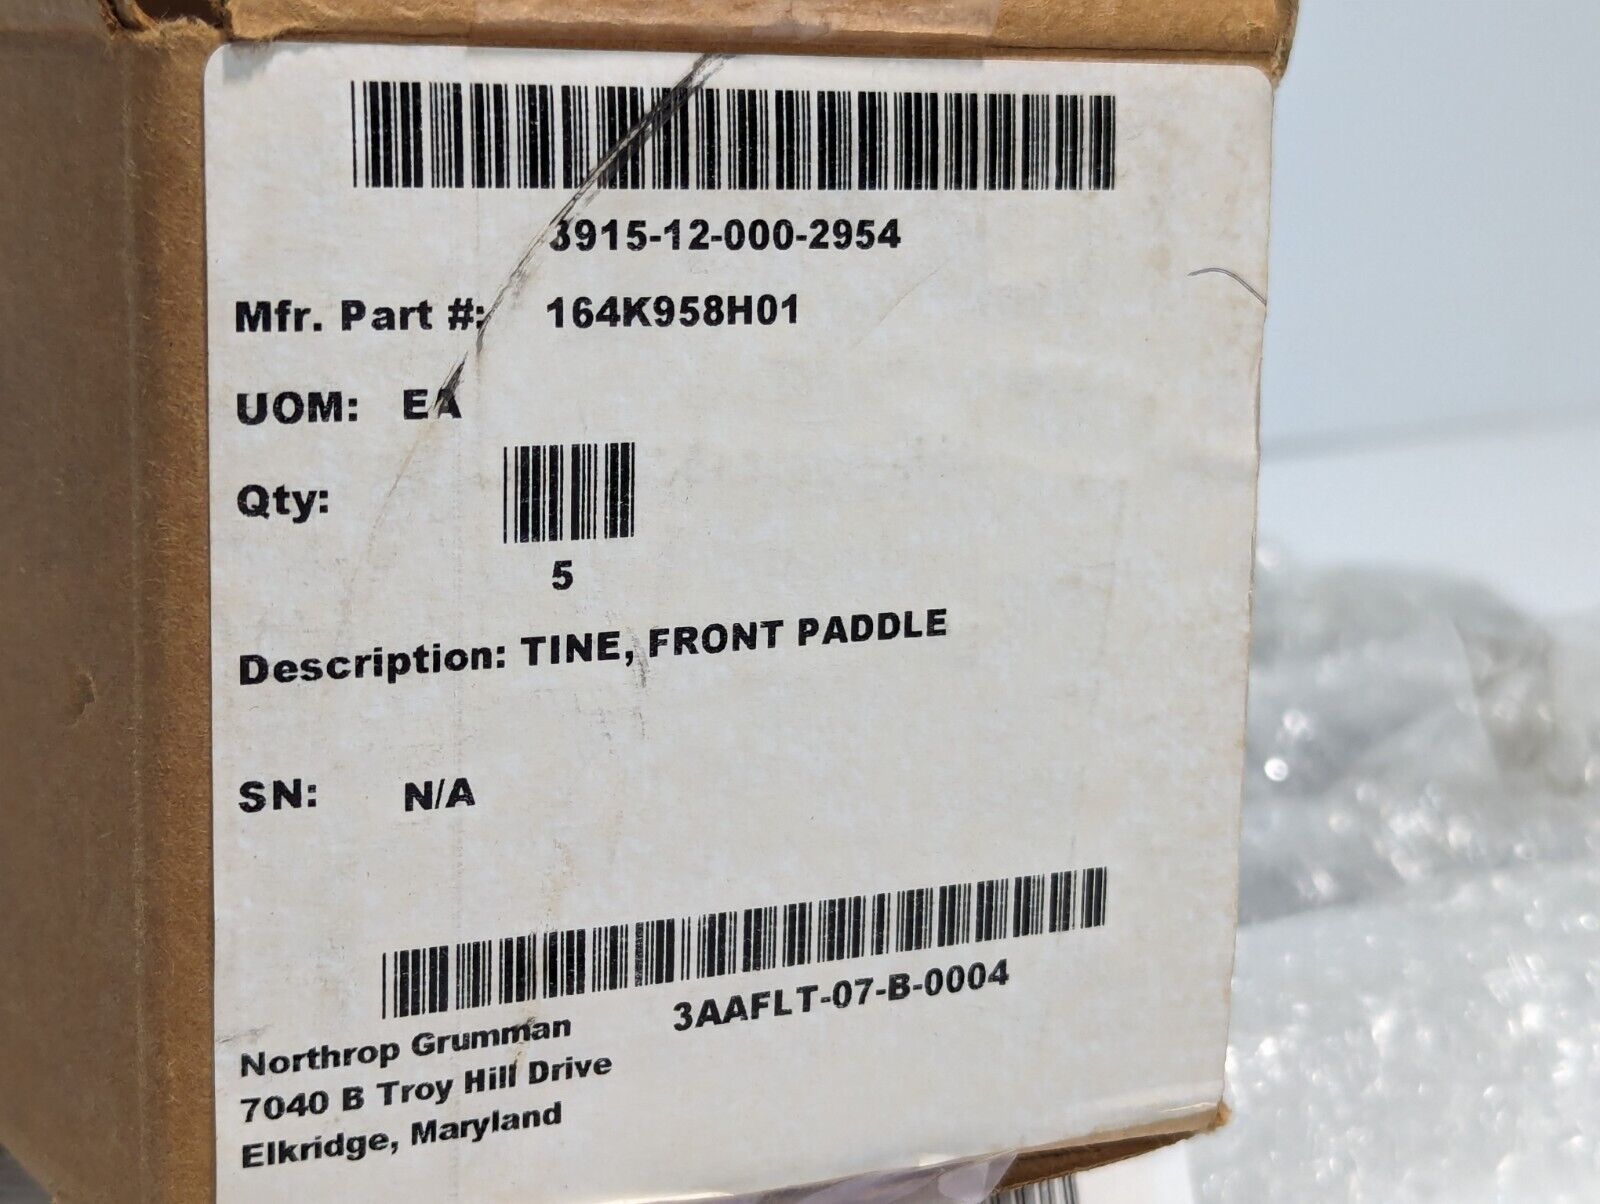 3915-12-000-2954
Mfr. Part #: 164K958H01
UOM: EA
Qty:
5
Description: TINE, FRONT PADDLE
SN: N/A
3AAFLT-07-B-0004
Northrop Grumman
7040 B Troy Hill Drive
Elkridge, Maryland